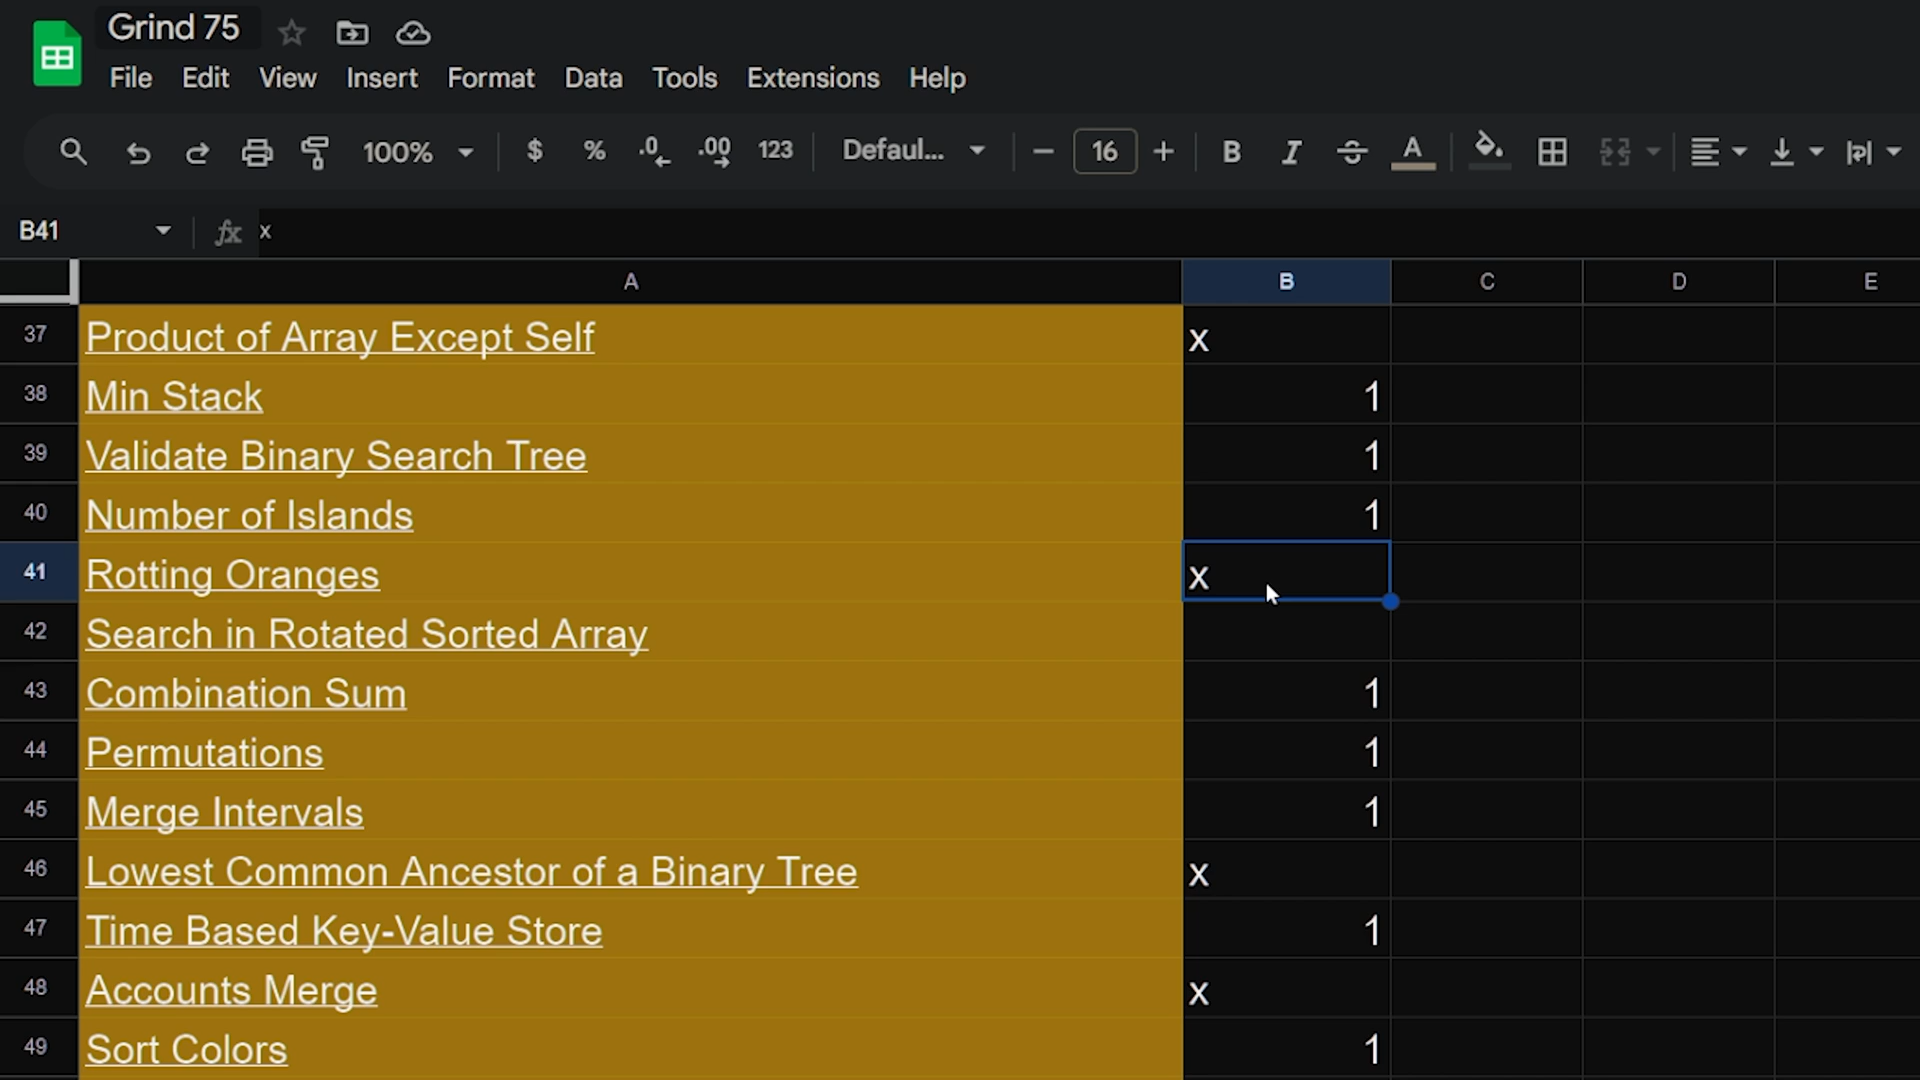 Grind 75
File Edit View Insert Format Data Tools Extensions Help
100% $ % .0 .00 123 Defaul... 16 B I S A
B41 fx x
A B C D E
37 Product of Array Except Self x
38 Min Stack 1
39 Validate Binary Search Tree 1
40 Number of Islands 1
41 Rotting Oranges x
42 Search in Rotated Sorted Array
43 Combination Sum 1
44 Permutations 1
45 Merge Intervals 1
46 Lowest Common Ancestor of a Binary Tree x
47 Time Based Key-Value Store 1
48 Accounts Merge x
49 Sort Colors 1